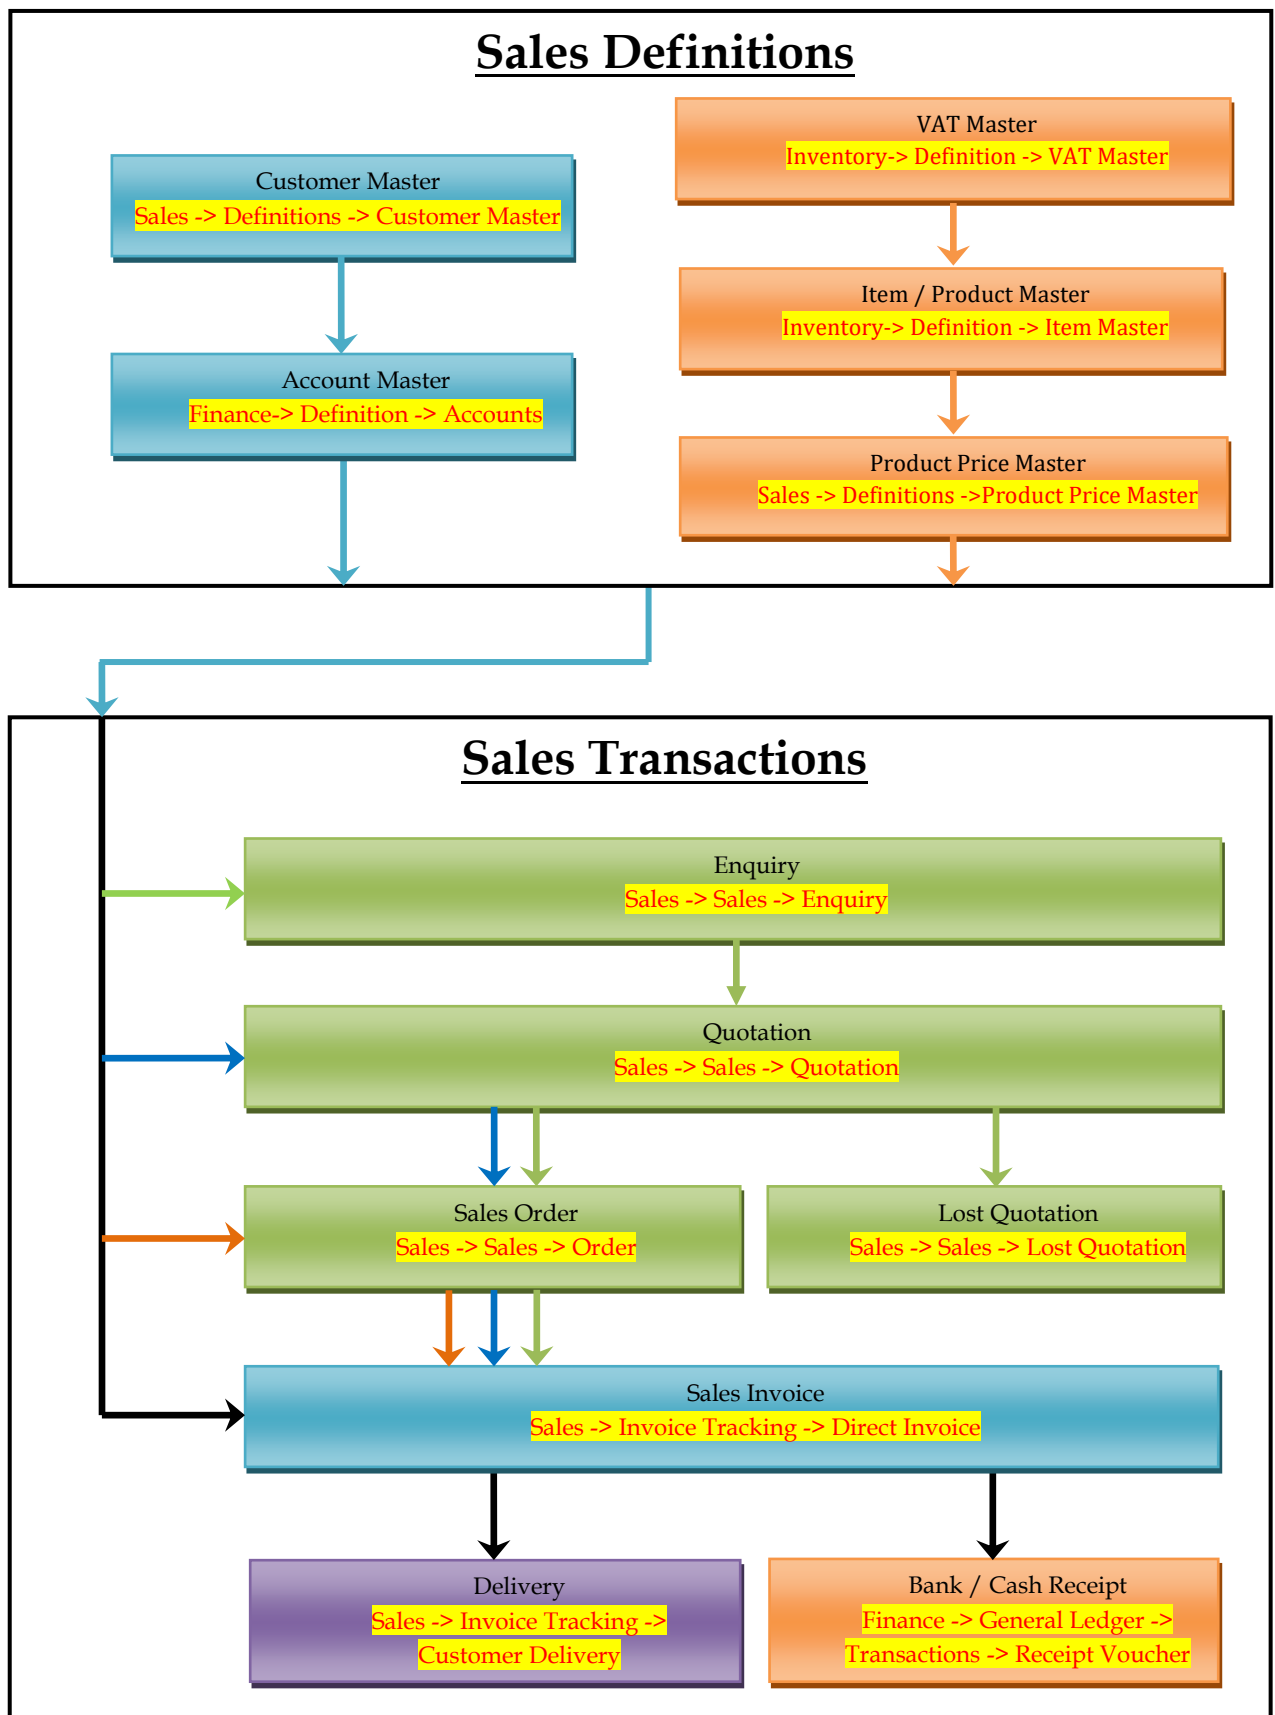 Sales Definitions
Customer Master
Sales -> Definitions -> Customer Master
Account Master
Finance-> Definition -> Accounts
VAT Master
Inventory-> Definition -> VAT Master
Item / Product Master
Inventory-> Definition -> Item Master
Product Price Master
Sales -> Definitions ->Product Price Master
Sales Transactions
Enquiry
Sales -> Sales -> Enquiry
Quotation
Sales -> Sales -> Quotation
Sales Order
Sales -> Sales -> Order
Lost Quotation
Sales -> Sales -> Lost Quotation
Sales Invoice
Sales -> Invoice Tracking -> Direct Invoice
Delivery
Sales -> Invoice Tracking ->
Customer Delivery
Bank / Cash Receipt
Finance -> General Ledger ->
Transactions -> Receipt Voucher